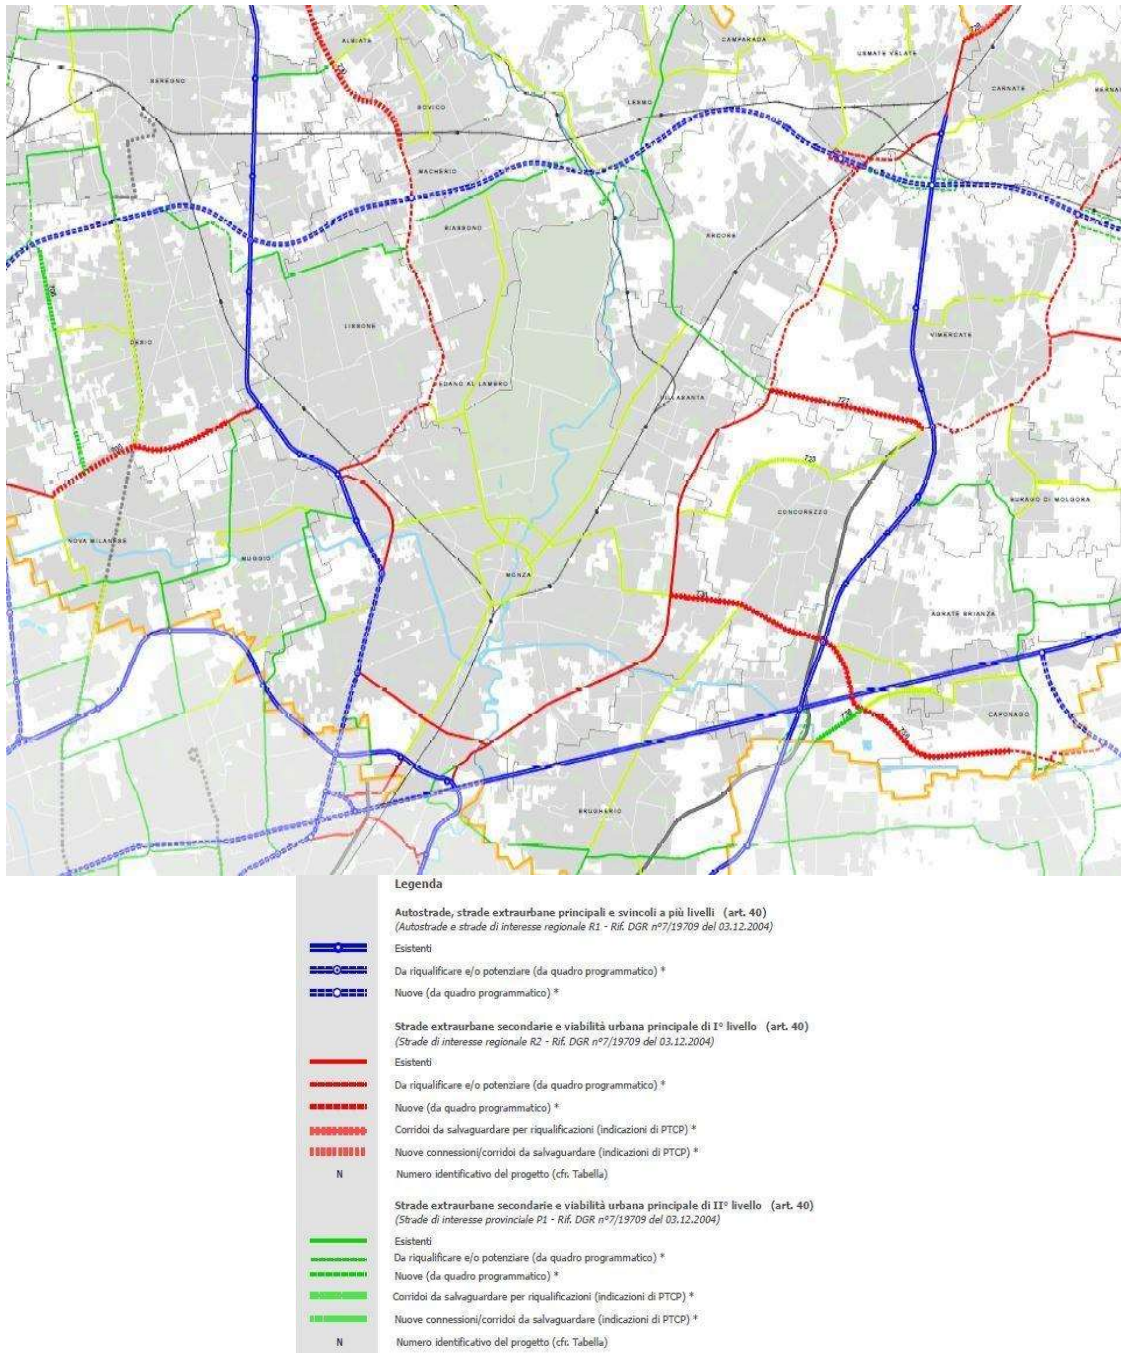 ALBIATE
CAMPARADA
USMATE VELATE
SEREGNO
CARNATE
SOVICO
LESMO
MACHERIO
BIASSONO
ARCORE
LISSONE
VIMERCATE
DESIO
VEDANO AL LAMBRO
VILLASANTA
727
CONCOREZZO
BURAGO DI MOLGORA
NOVA MILANESE
MUGGIO
MONZA
AGRATE BRIANZA
CAPONAGO
BRUGHERIO
Legenda
Autostrade, strade extraurbane principali e svincoli a più livelli (art. 40)
(Autostrade e strade di interesse regionale R1 - Rif. DGR n°7/19709 del 03.12.2004)
Esistenti
Da riqualificare e/o potenziare (da quadro programmatico) *
Nuove (da quadro programmatico) *
Strade extraurbane secondarie e viabilità urbana principale di I° livello (art. 40)
(Strade di interesse regionale R2 - Rif. DGR n°7/19709 del 03.12.2004)
Esistenti
Da riqualificare e/o potenziare (da quadro programmatico) *
Nuove (da quadro programmatico) *
Corridoi da salvaguardare per riqualificazioni (indicazioni di PTCP) *
Nuove connessioni/corridoi da salvaguardare (indicazioni di PTCP) *
N Numero identificativo del progetto (cfr. Tabella)
Strade extraurbane secondarie e viabilità urbana principale di II° livello (art. 40)
(Strade di interesse provinciale P1 - Rif. DGR n°7/19709 del 03.12.2004)
Esistenti
Da riqualificare e/o potenziare (da quadro programmatico) *
Nuove (da quadro programmatico) *
Corridoi da salvaguardare per riqualificazioni (indicazioni di PTCP) *
Nuove connessioni/corridoi da salvaguardare (indicazioni di PTCP) *
N Numero identificativo del progetto (cfr. Tabella)